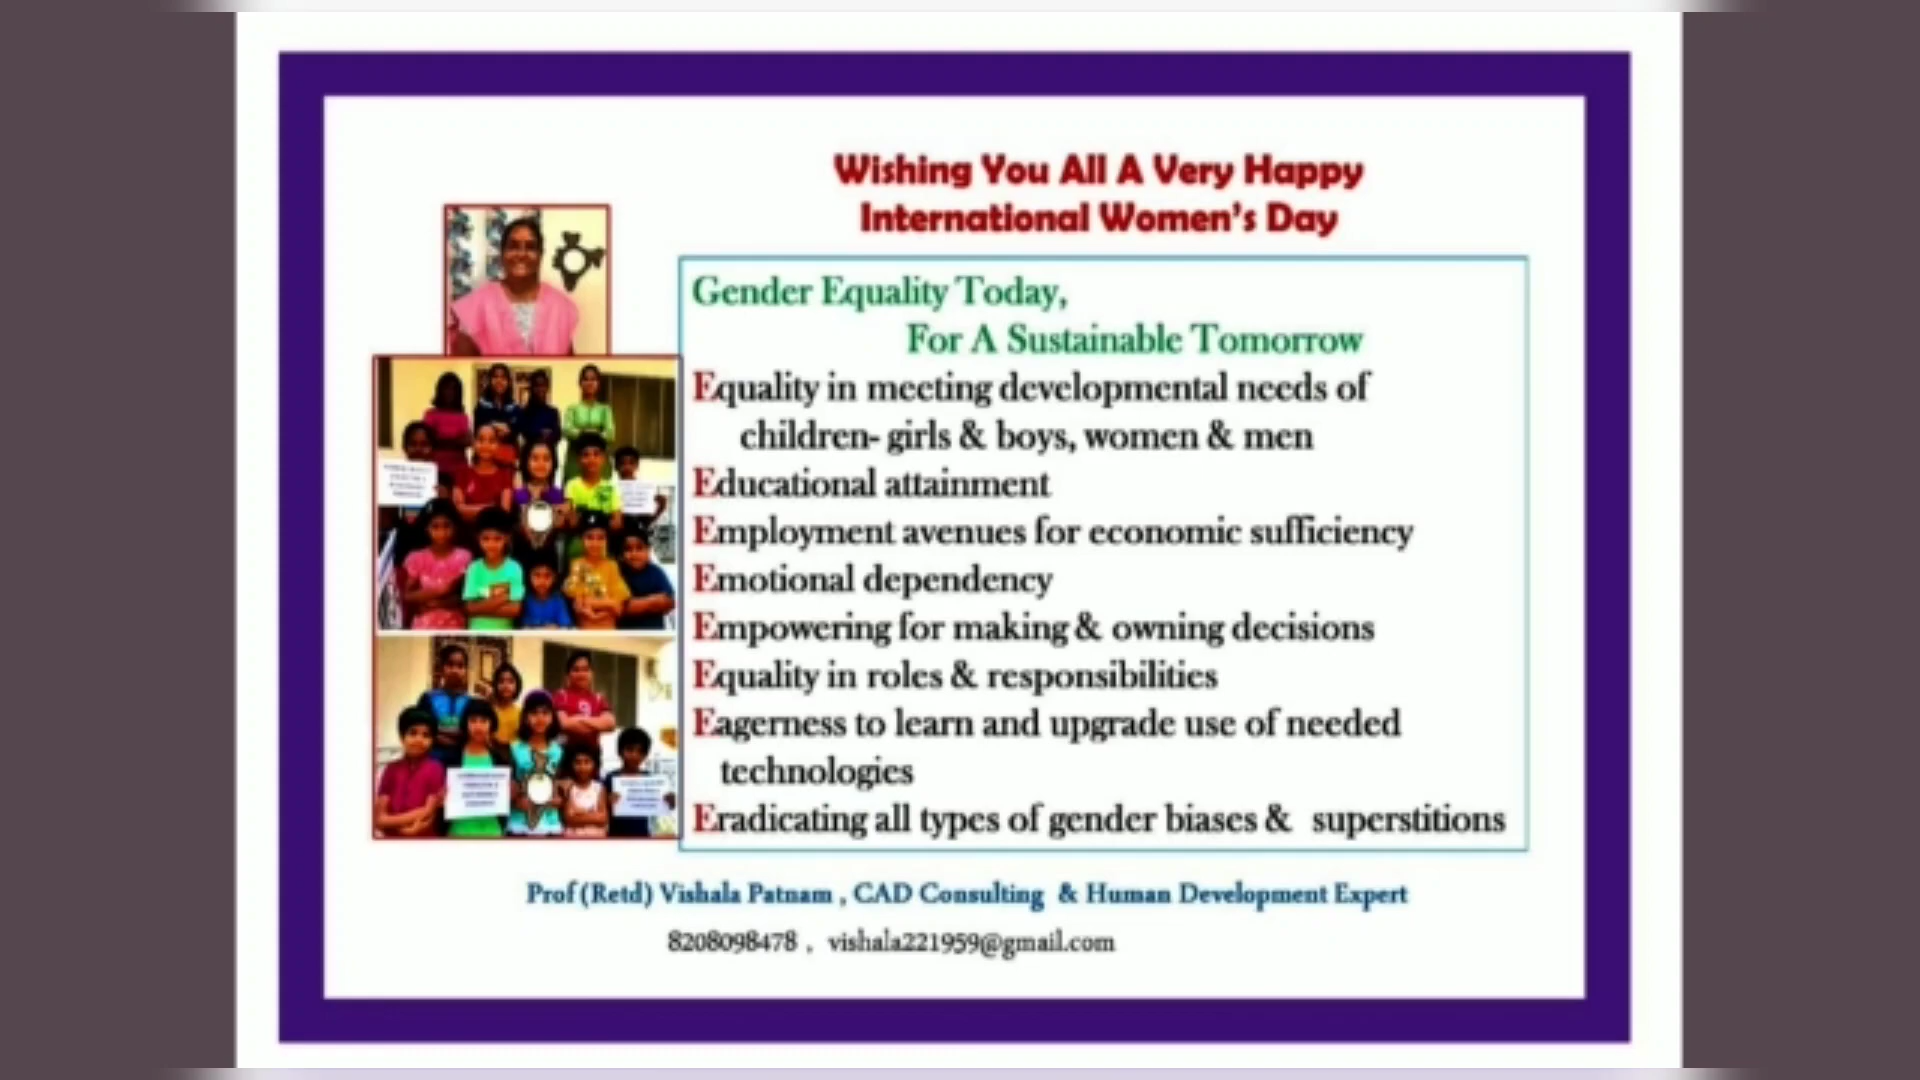 Wishing You All A Very Happy
International Women's Day
Gender Equality Today,
For A Sustainable Tomorrow
Equality in meeting developmental needs of
children- girls & boys, women & men
Educational attainment
Employment avenues for economic sufficiency
Emotional dependency
Empowering for making & owning decisions
Equality in roles & responsibilities
Eagerness to learn and upgrade use of needed
technologies
Eradicating all types of gender biases & superstitions
Prof (Retd) Vishala Patnam , CAD Consulting & Human Development Expert
8208098478 , vishala221959@gmail.com